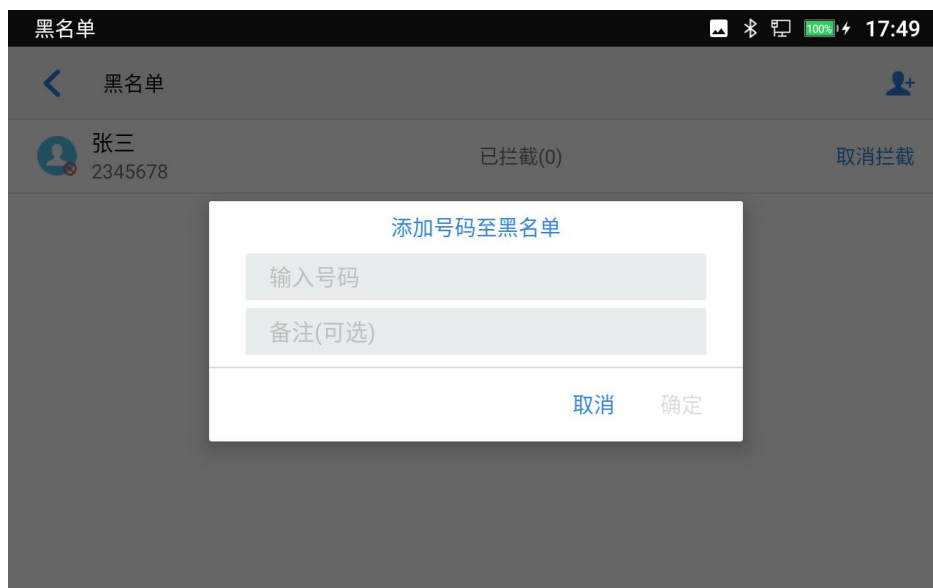 黑名单 100% 17:49
黑名单
张三
2345678
已拦截(0)
取消拦截
添加号码至黑名单
输入号码
备注(可选)
取消 确定